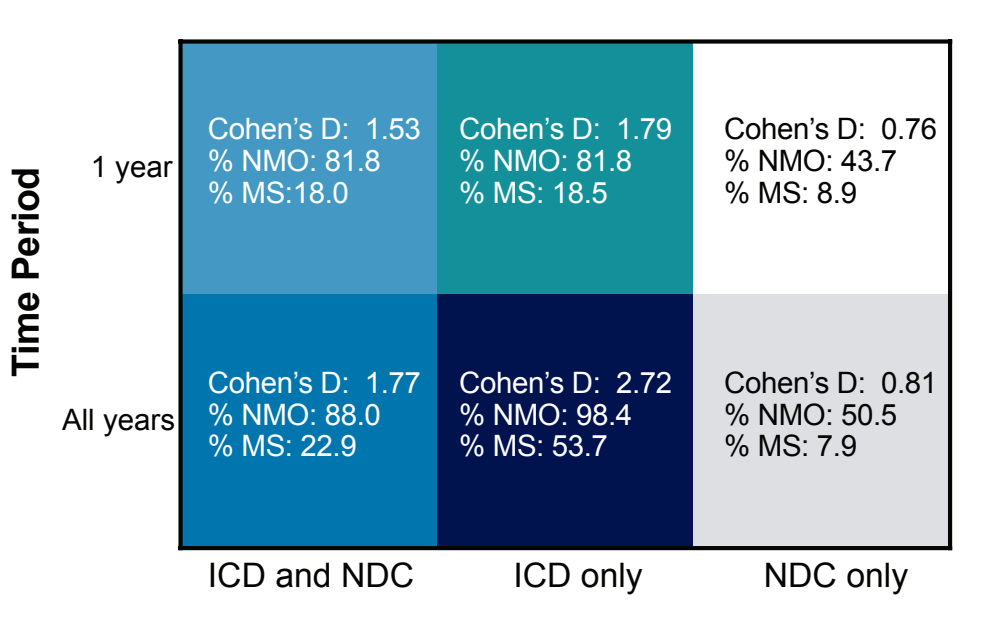 Time Period
1 year
Cohen's D:  1.53
% NMO: 81.8
% MS:18.0
Cohen's D:  1.79
% NMO: 81.8
% MS: 18.5
Cohen's D:  0.76
% NMO: 43.7
% MS: 8.9
All years
Cohen's D:  1.77
% NMO: 88.0
% MS: 22.9
Cohen's D:  2.72
% NMO: 98.4
% MS: 53.7
Cohen's D:  0.81
% NMO: 50.5
% MS: 7.9
ICD and NDC
ICD only
NDC only